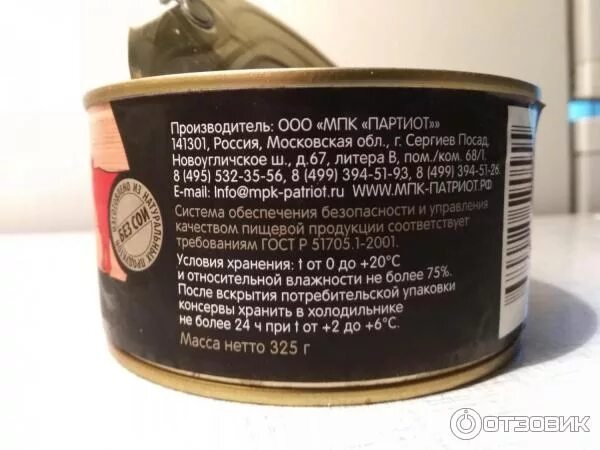 Производитель: ООО «МПК «ПАРТИОТ»»
141301, Россия, Московская обл., г. Сергиев Посад,
Новоугличское ш., д.67, литера В, пом./ком. 68/1.
8 (495) 532-35-56, 8 (499) 394-51-93, 8 (499) 394-51-26.
E-mail: Info@mpk-patriot.ru WWW.МПК-ПАТРИОТ.РФ
Система обеспечения безопасности и управления
качеством пищевой продукции соответствует
требованиям ГОСТ Р 51705.1-2001.
Условия хранения: t от 0 до +20°С
и относительной влажности не более 75%.
После вскрытия потребительской упаковки
консервы хранить в холодильнике
не более 24 ч при t от +2 до +6°С.
Масса нетто 325 г
ИЗГОТОВЛЕНО ИЗ НАТУРАЛЬНЫХ
БЕЗ СОИ
ОТЗОВИК